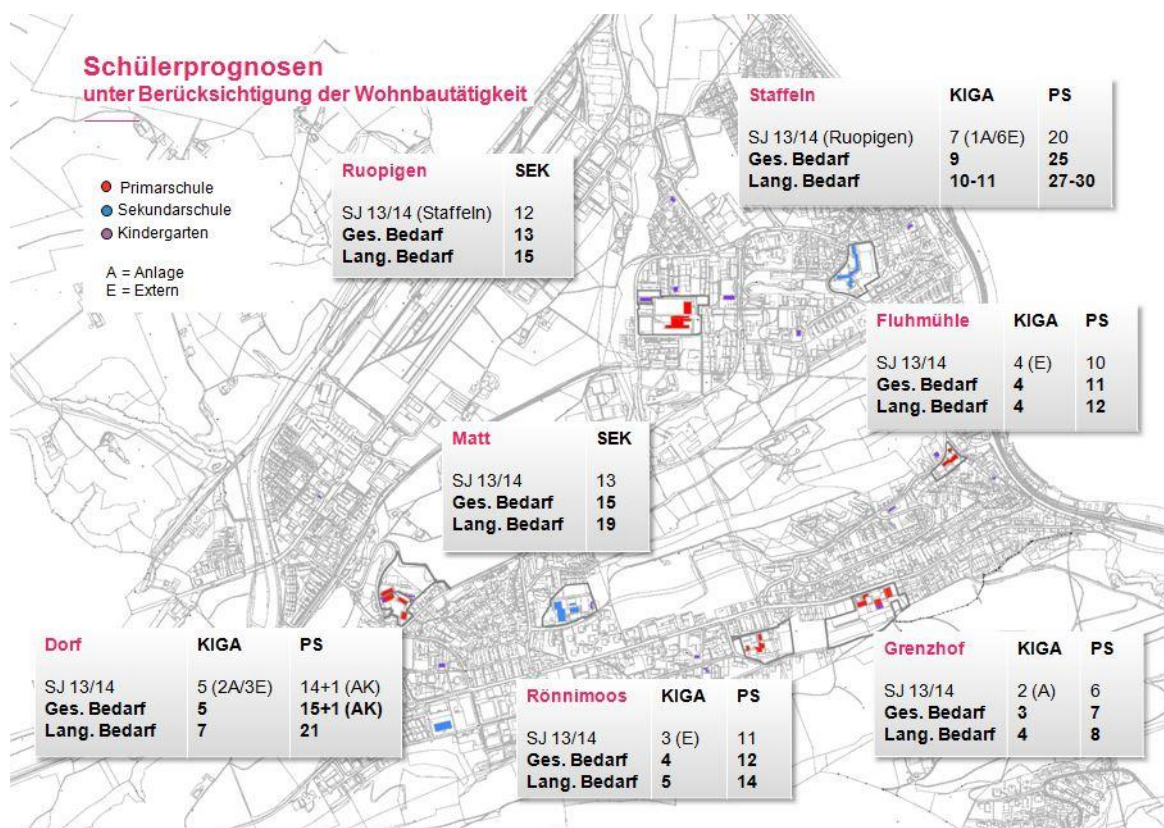 Schülerprognosen
unter Berücksichtigung der Wohnbautätigkeit
Primarschule
Sekundarschule
Kindergarten
A = Anlage
E = Extern
Ruopigen SEK
SJ 13/14 (Staffeln) 12
Ges. Bedarf 13
Lang. Bedarf 15
Staffeln KIGA PS
SJ 13/14 (Ruopigen) 7 (1A/6E) 20
Ges. Bedarf 9 25
Lang. Bedarf 10-11 27-30
Fluhmühle KIGA PS
SJ 13/14 4 (E) 10
Ges. Bedarf 4 11
Lang. Bedarf 4 12
Matt SEK
SJ 13/14 13
Ges. Bedarf 15
Lang. Bedarf 19
Dorf KIGA PS
SJ 13/14 5 (2A/3E) 14+1 (AK)
Ges. Bedarf 5 15+1 (AK)
Lang. Bedarf 7 21
Rönnimoos KIGA PS
SJ 13/14 3 (E) 11
Ges. Bedarf 4 12
Lang. Bedarf 5 14
Grenzhof KIGA PS
SJ 13/14 2 (A) 6
Ges. Bedarf 3 7
Lang. Bedarf 4 8